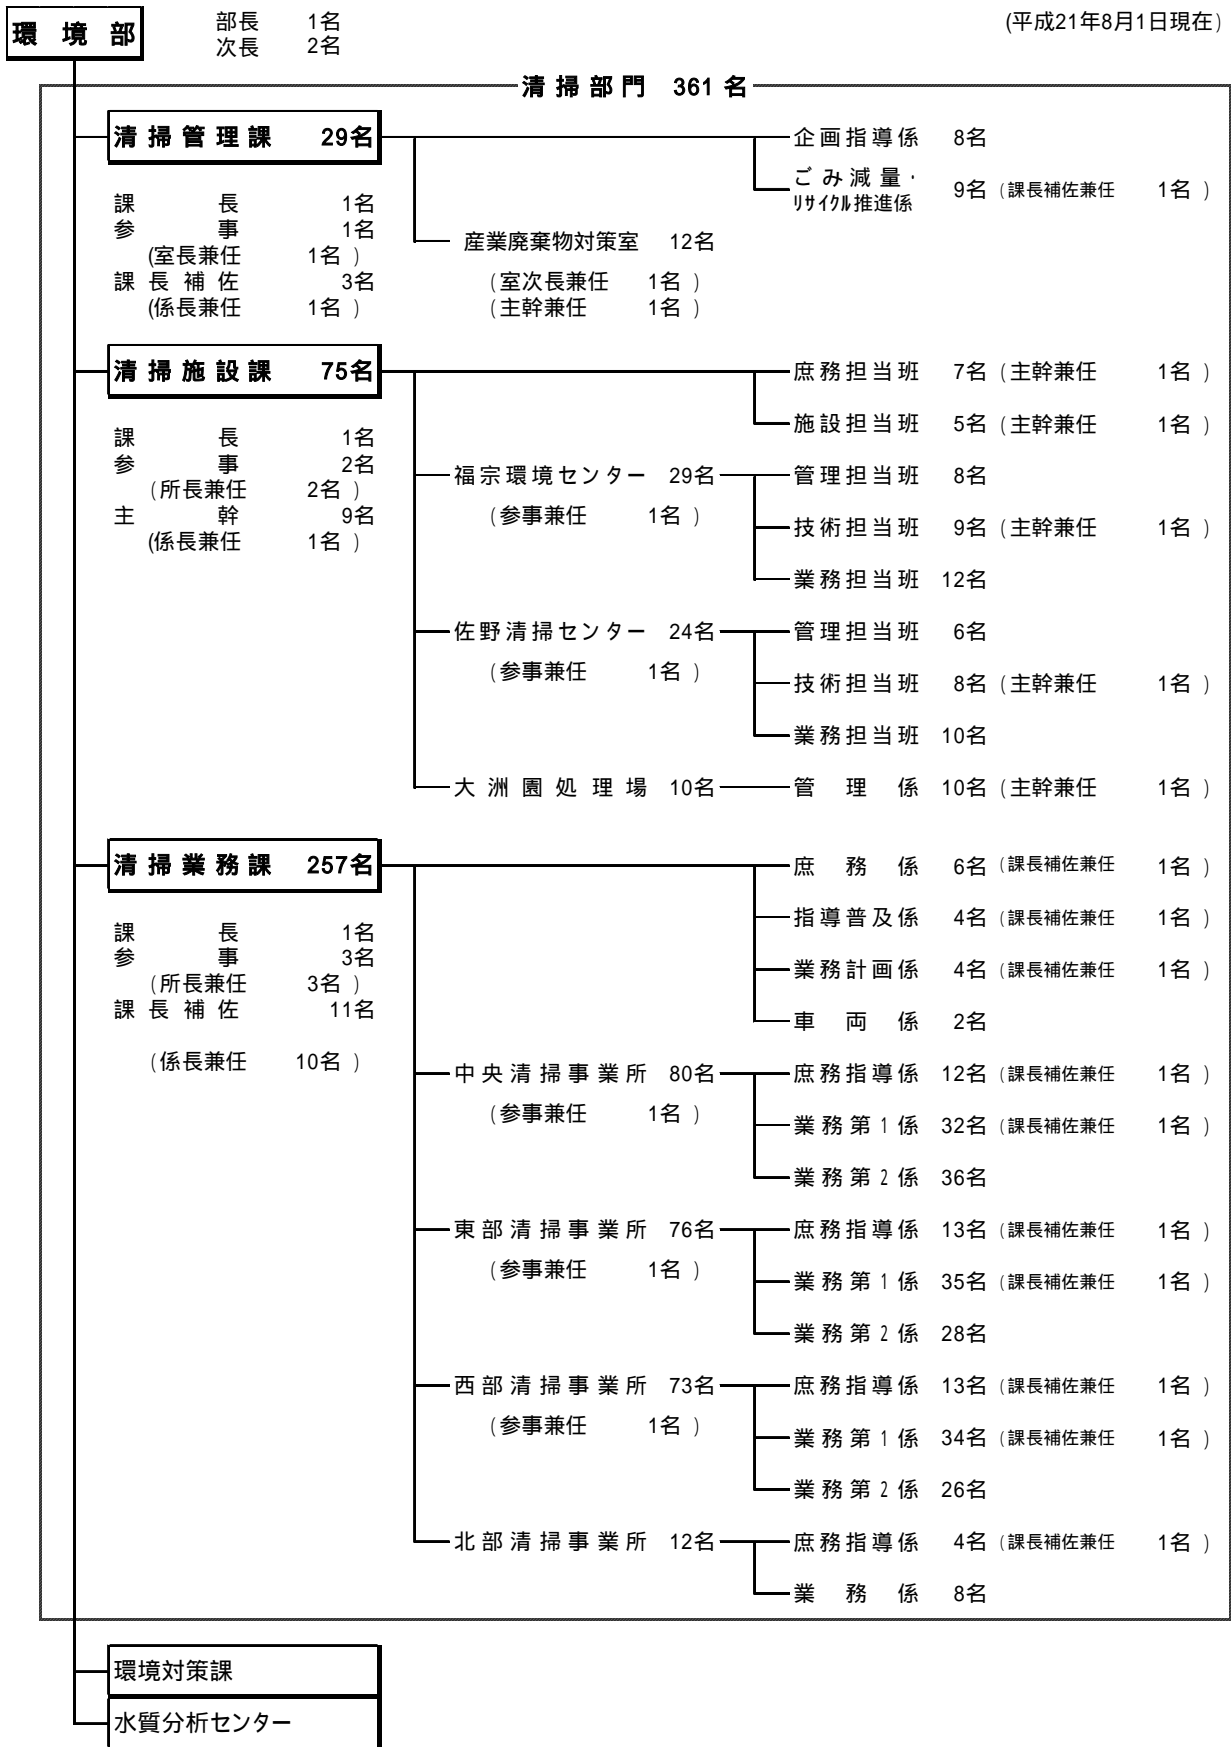 環境部 部長 1名 (平成21年8月1日現在)
次長 2名
清掃部門 361名
清掃管理課 29名 企画指導係 8名
ごみ減量・
リサイクル推進係 9名 (課長補佐兼任 1名 )
課長 1名
参事 1名
(室長兼任 1名 )
課長補佐 3名
(係長兼任 1名 )
産業廃棄物対策室 12名
(室次長兼任 1名 )
(主幹兼任 1名 )
清掃施設課 75名 庶務担当班 7名 (主幹兼任 1名 )
施設担当班 5名 (主幹兼任 1名 )
課長 1名
参事 2名
(所長兼任 2名 )
主幹 9名
(係長兼任 1名 )
福宗環境センター 29名 管理担当班 8名
(参事兼任 1名 )
技術担当班 9名 (主幹兼任 1名 )
業務担当班 12名
佐野清掃センター 24名 管理担当班 6名
(参事兼任 1名 )
技術担当班 8名 (主幹兼任 1名 )
業務担当班 10名
大洲園処理場 10名 管理係 10名 (主幹兼任 1名 )
清掃業務課 257名 庶務係 6名 (課長補佐兼任 1名 )
指導普及係 4名 (課長補佐兼任 1名 )
業務計画係 4名 (課長補佐兼任 1名 )
車両係 2名
課長 1名
参事 3名
(所長兼任 3名 )
課長補佐 11名
(係長兼任 10名 )
中央清掃事業所 80名 庶務指導係 12名 (課長補佐兼任 1名 )
(参事兼任 1名 )
業務第1係 32名 (課長補佐兼任 1名 )
業務第2係 36名
東部清掃事業所 76名 庶務指導係 13名 (課長補佐兼任 1名 )
(参事兼任 1名 )
業務第1係 35名 (課長補佐兼任 1名 )
業務第2係 28名
西部清掃事業所 73名 庶務指導係 13名 (課長補佐兼任 1名 )
(参事兼任 1名 )
業務第1係 34名 (課長補佐兼任 1名 )
業務第2係 26名
北部清掃事業所 12名 庶務指導係 4名 (課長補佐兼任 1名 )
業務係 8名
環境対策課
水質分析センター